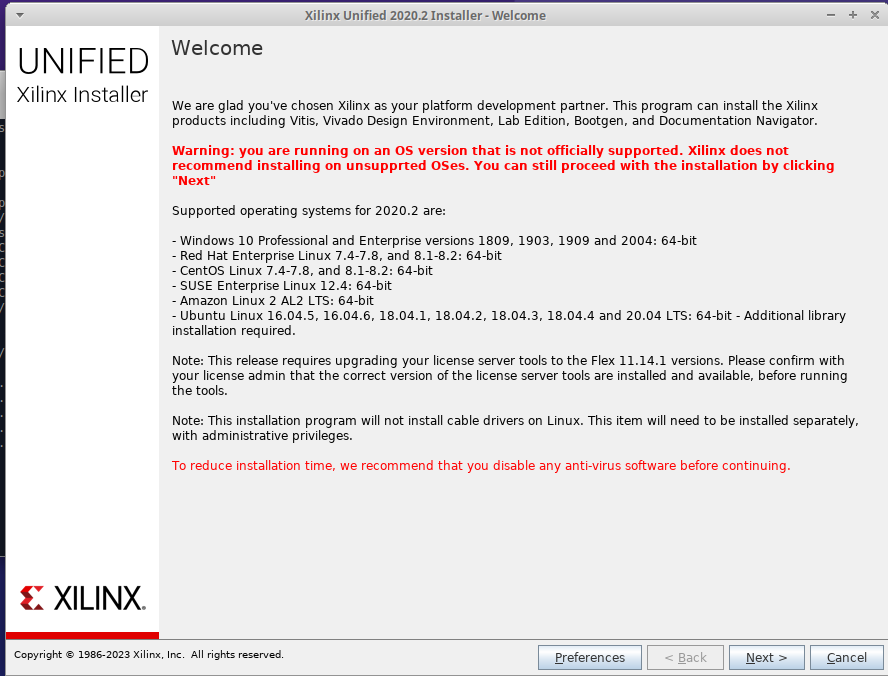 Xilinx Unified 2020.2 Installer - Welcome
UNIFIED
Xilinx Installer
Welcome
We are glad you've chosen Xilinx as your platform development partner. This program can install the Xilinx
products including Vitis, Vivado Design Environment, Lab Edition, Bootgen, and Documentation Navigator.
Warning: you are running on an OS version that is not officially supported. Xilinx does not
recommend installing on unsupprted OSes. You can still proceed with the installation by clicking
"Next"
Supported operating systems for 2020.2 are:
- Windows 10 Professional and Enterprise versions 1809, 1903, 1909 and 2004: 64-bit
- Red Hat Enterprise Linux 7.4-7.8, and 8.1-8.2: 64-bit
- CentOS Linux 7.4-7.8, and 8.1-8.2: 64-bit
- SUSE Enterprise Linux 12.4: 64-bit
- Amazon Linux 2 AL2 LTS: 64-bit
- Ubuntu Linux 16.04.5, 16.04.6, 18.04.1, 18.04.2, 18.04.3, 18.04.4 and 20.04 LTS: 64-bit - Additional library
installation required.
Note: This release requires upgrading your license server tools to the Flex 11.14.1 versions. Please confirm with
your license admin that the correct version of the license server tools are installed and available, before running
the tools.
Note: This installation program will not install cable drivers on Linux. This item will need to be installed separately,
with administrative privileges.
To reduce installation time, we recommend that you disable any anti-virus software before continuing.
XILINX.
Copyright © 1986-2023 Xilinx, Inc. All rights reserved.
Preferences
< Back
Next >
Cancel